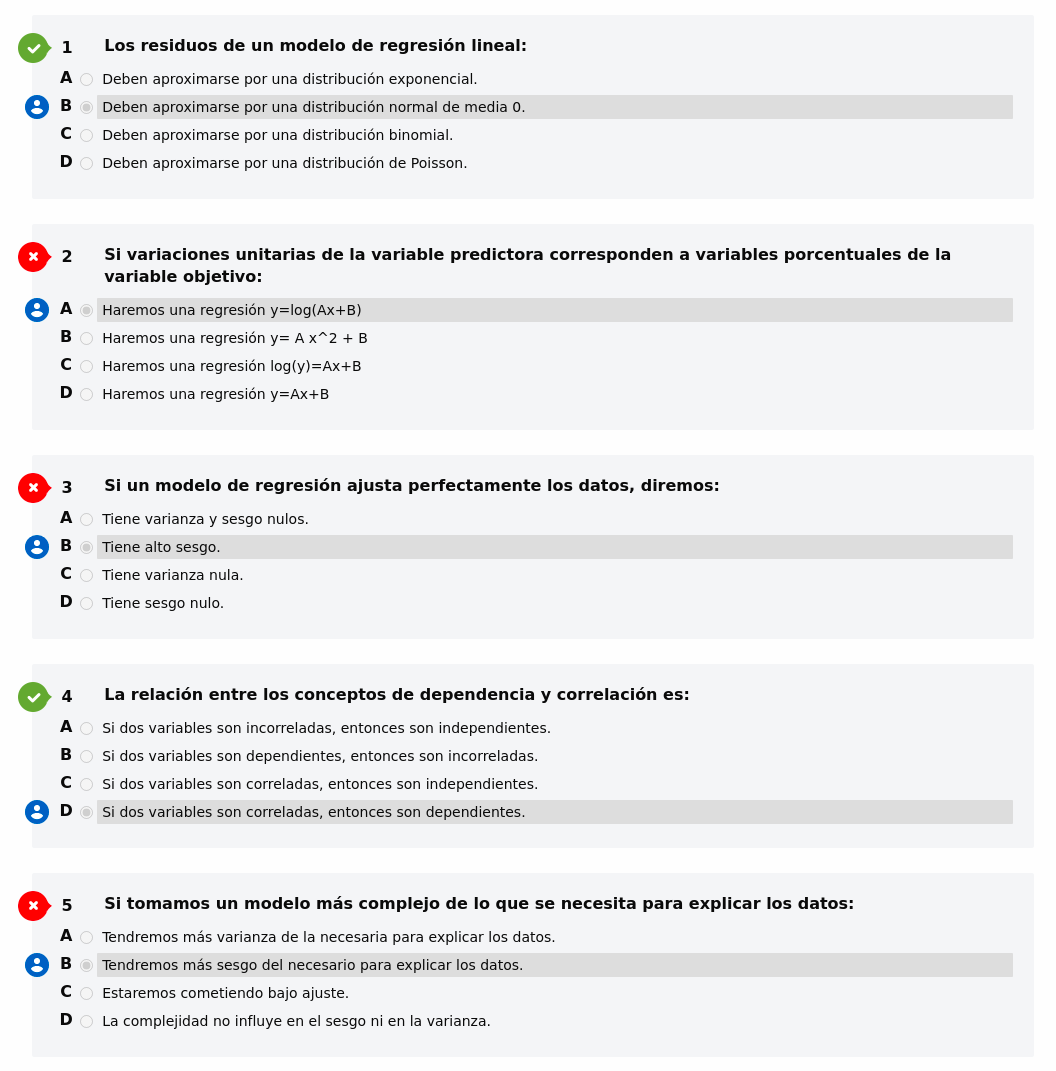 1 Los residuos de un modelo de regresión lineal:
A Deben aproximarse por una distribución exponencial.
B Deben aproximarse por una distribución normal de media 0.
C Deben aproximarse por una distribución binomial.
D Deben aproximarse por una distribución de Poisson.
2 Si variaciones unitarias de la variable predictora corresponden a variables porcentuales de la
variable objetivo:
A Haremos una regresión y=log(Ax+B)
B Haremos una regresión y= A x^2 + B
C Haremos una regresión log(y)=Ax+B
D Haremos una regresión y=Ax+B
3 Si un modelo de regresión ajusta perfectamente los datos, diremos:
A Tiene varianza y sesgo nulos.
B Tiene alto sesgo.
C Tiene varianza nula.
D Tiene sesgo nulo.
4 La relación entre los conceptos de dependencia y correlación es:
A Si dos variables son incorreladas, entonces son independientes.
B Si dos variables son dependientes, entonces son incorreladas.
C Si dos variables son correladas, entonces son independientes.
D Si dos variables son correladas, entonces son dependientes.
5 Si tomamos un modelo más complejo de lo que se necesita para explicar los datos:
A Tendremos más varianza de la necesaria para explicar los datos.
B Tendremos más sesgo del necesario para explicar los datos.
C Estaremos cometiendo bajo ajuste.
D La complejidad no influye en el sesgo ni en la varianza.